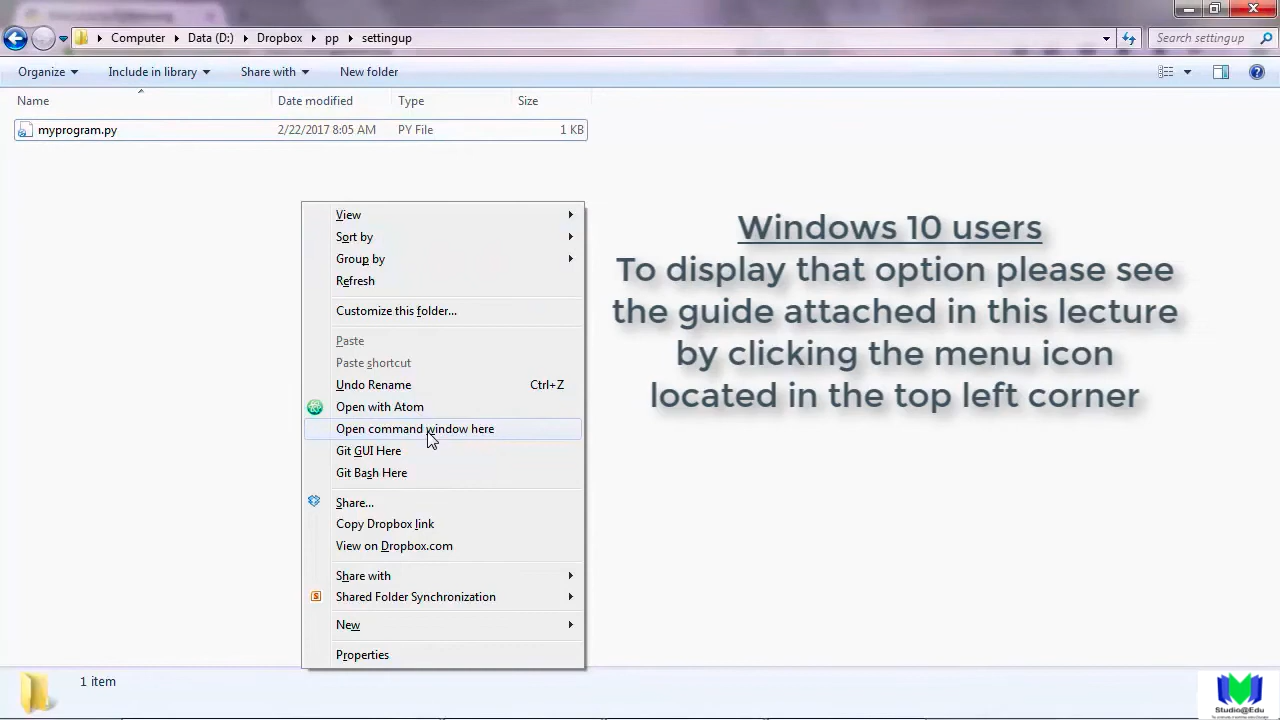 Computer Data (D:) Dropbox pp settingup
Search settingup
Organize Include in library Share with New folder
Name Date modified Type Size
myprogram.py 2/22/2017 8:05 AM PY File 1 KB
View
Sort by
Group by
Refresh
Customize this folder...
Paste
Paste shortcut
Undo Rename Ctrl+Z
Open with Atom
Open command window here
Git GUI Here
Git Bash Here
Share...
Copy Dropbox link
View on Dropbox.com
Share with
Shared Folder Synchronization
New
Properties
Windows 10 users
To display that option please see
the guide attached in this lecture
by clicking the menu icon
located in the top left corner
1 item
Studio@Edu